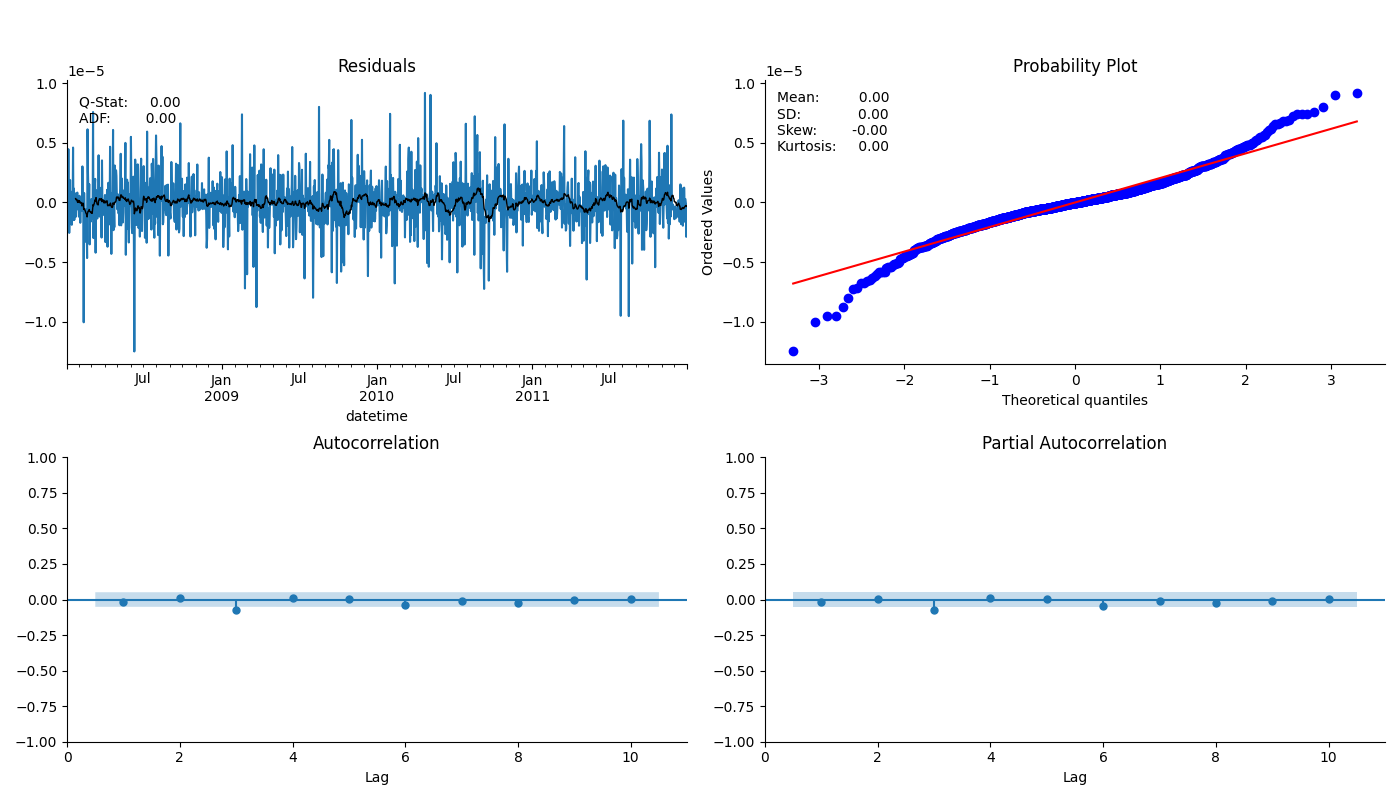 Residuals
1e−5
Q-Stat: 0.00
ADF: 0.00
1.0
0.5
0.0
−0.5
−1.0
Jul Jan Jul Jan Jul Jan Jul
2009 2010 2011
datetime
Probability Plot
1e−5
Mean: 0.00
SD: 0.00
Skew: -0.00
Kurtosis: 0.00
1.0
0.5
0.0
−0.5
−1.0
Ordered Values
−3 −2 −1 0 1 2 3
Theoretical quantiles
Autocorrelation
1.00
0.75
0.50
0.25
0.00
−0.25
−0.50
−0.75
−1.00
0 2 4 6 8 10
Lag
Partial Autocorrelation
1.00
0.75
0.50
0.25
0.00
−0.25
−0.50
−0.75
−1.00
0 2 4 6 8 10
Lag